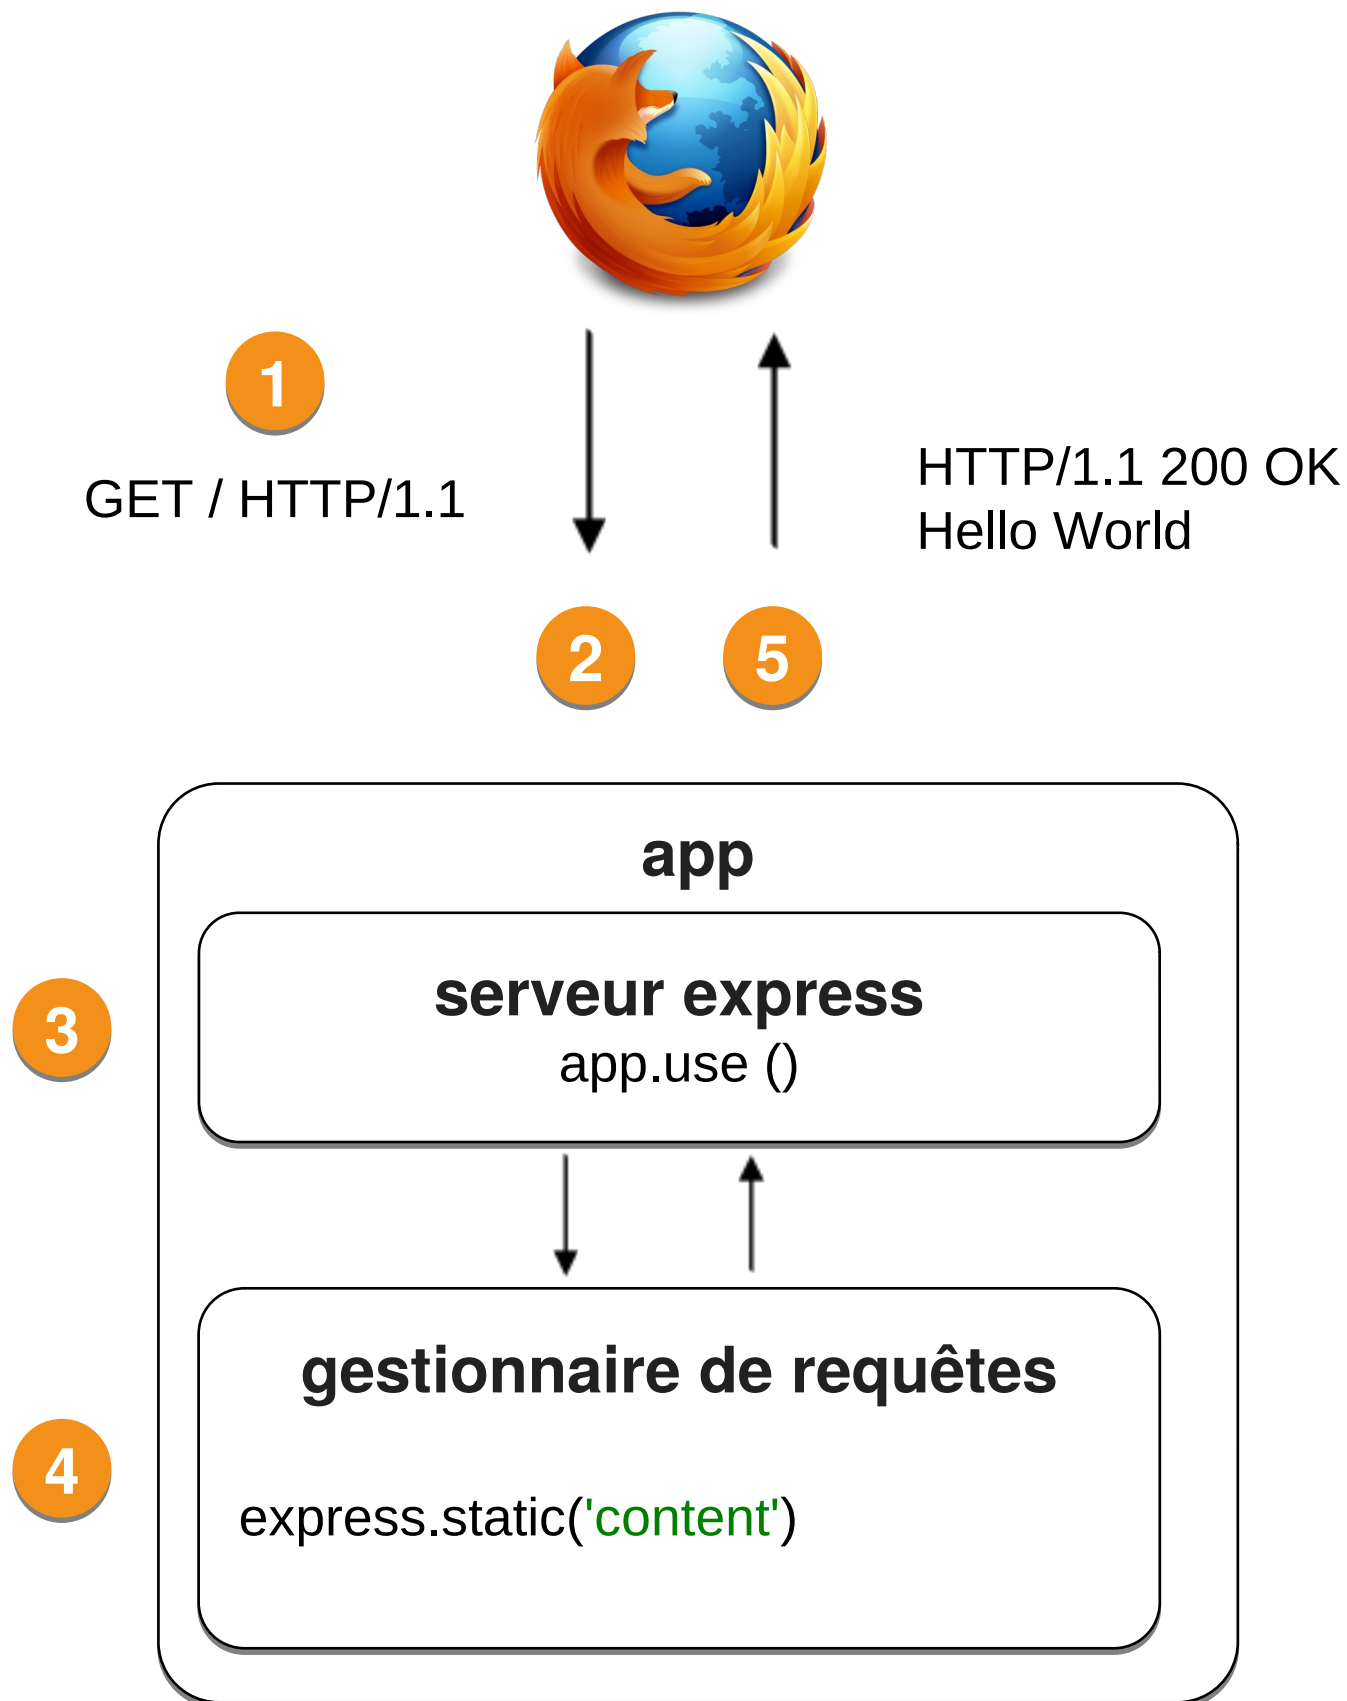 1
GET / HTTP/1.1
HTTP/1.1 200 OK
Hello World
2
5
app
3
serveur express
app.use ()
gestionnaire de requêtes
4
express.static('content')